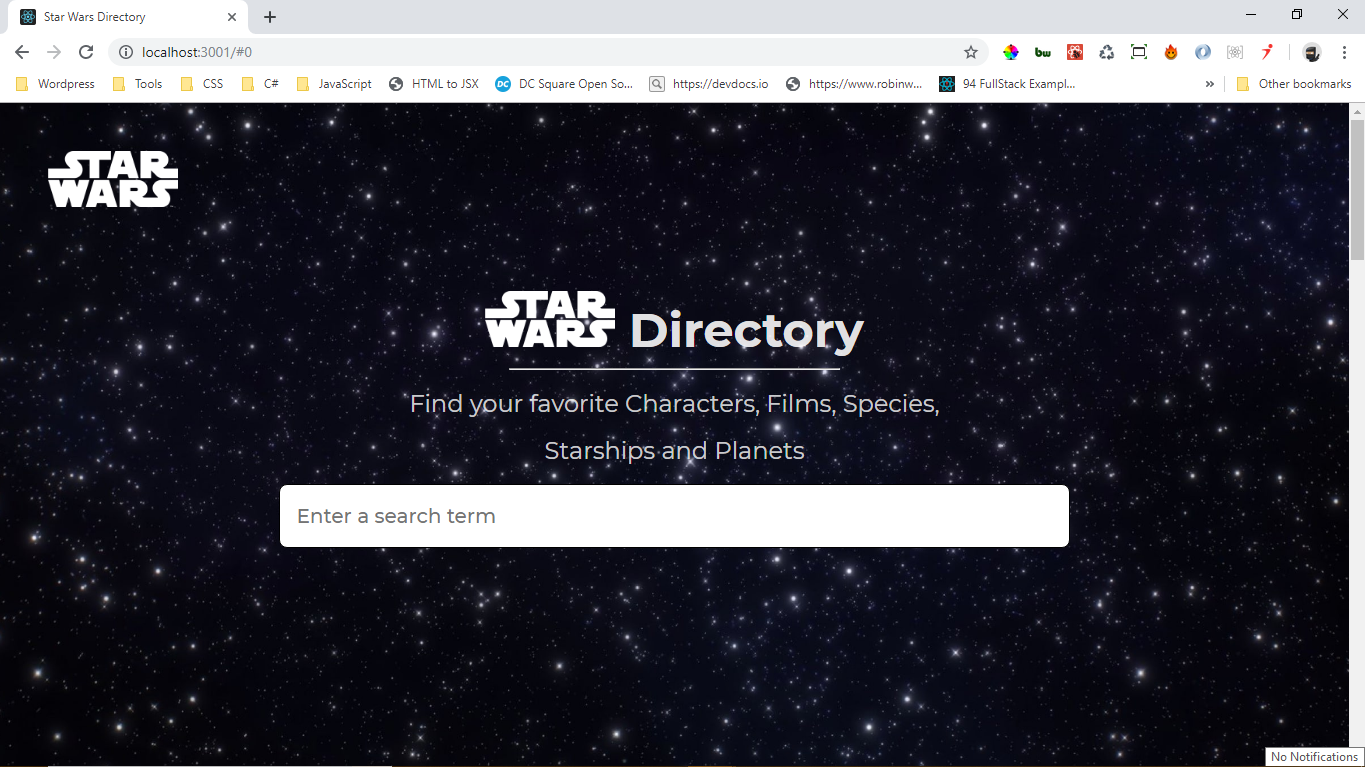 Star Wars Directory
localhost:3001/#0
bw
Wordpress Tools CSS C# JavaScript HTML to JSX DC DC Square Open So... https://devdocs.io https://www.robinw... 94 FullStack Exampl... » Other bookmarks
STAR
WARS
STAR
WARS Directory
Find your favorite Characters, Films, Species,
Starships and Planets
Enter a search term
No Notifications